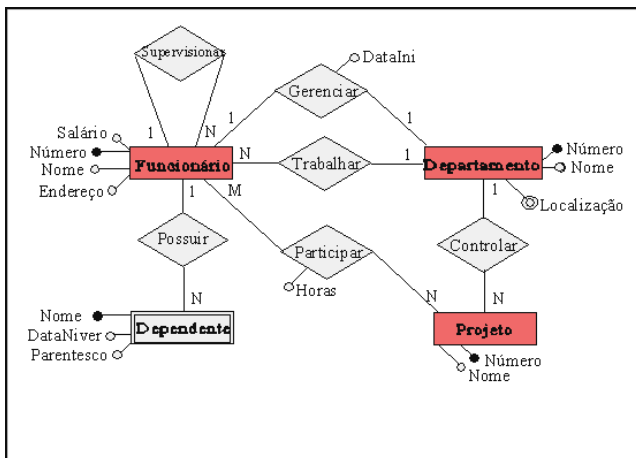 Supervisionar
DataIni
Gerenciar
1
1
Salário
1
N
Número
Funcionário
N
Trabalhar
1
Departamento
Número
Nome
Nome
Endereço
1
M
1
Localização
Possuir
Participar
Controlar
Horas
Nome
N
N
N
Dependente
Projeto
DataNiver
Parentesco
Número
Nome